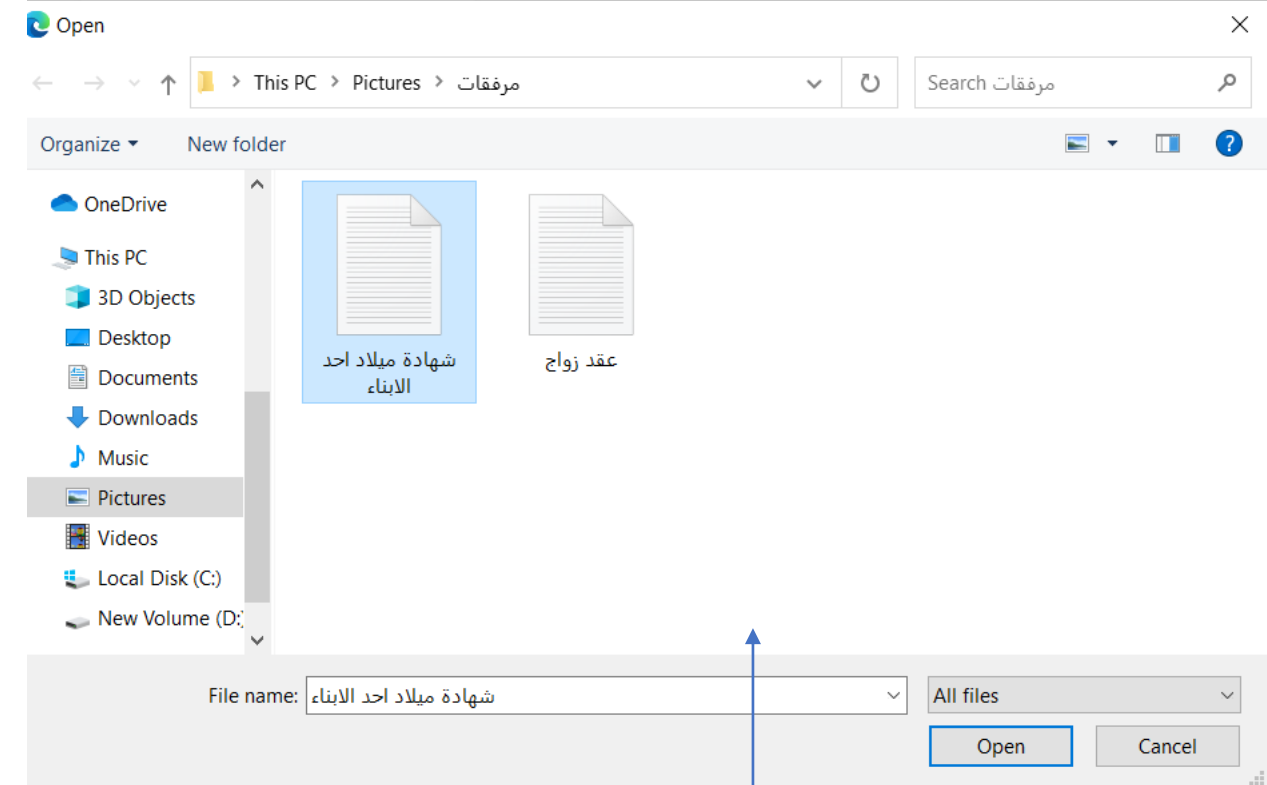 Open
This PC > Pictures > مرفقات
Search مرفقات
Organize
New folder
OneDrive
This PC
3D Objects
Desktop
Documents
Downloads
Music
Pictures
Videos
Local Disk (C:)
New Volume (D:)
شهادة ميلاد احد
الابناء
عقد زواج
File name: شهادة ميلاد احد الابناء
All files
Open
Cancel